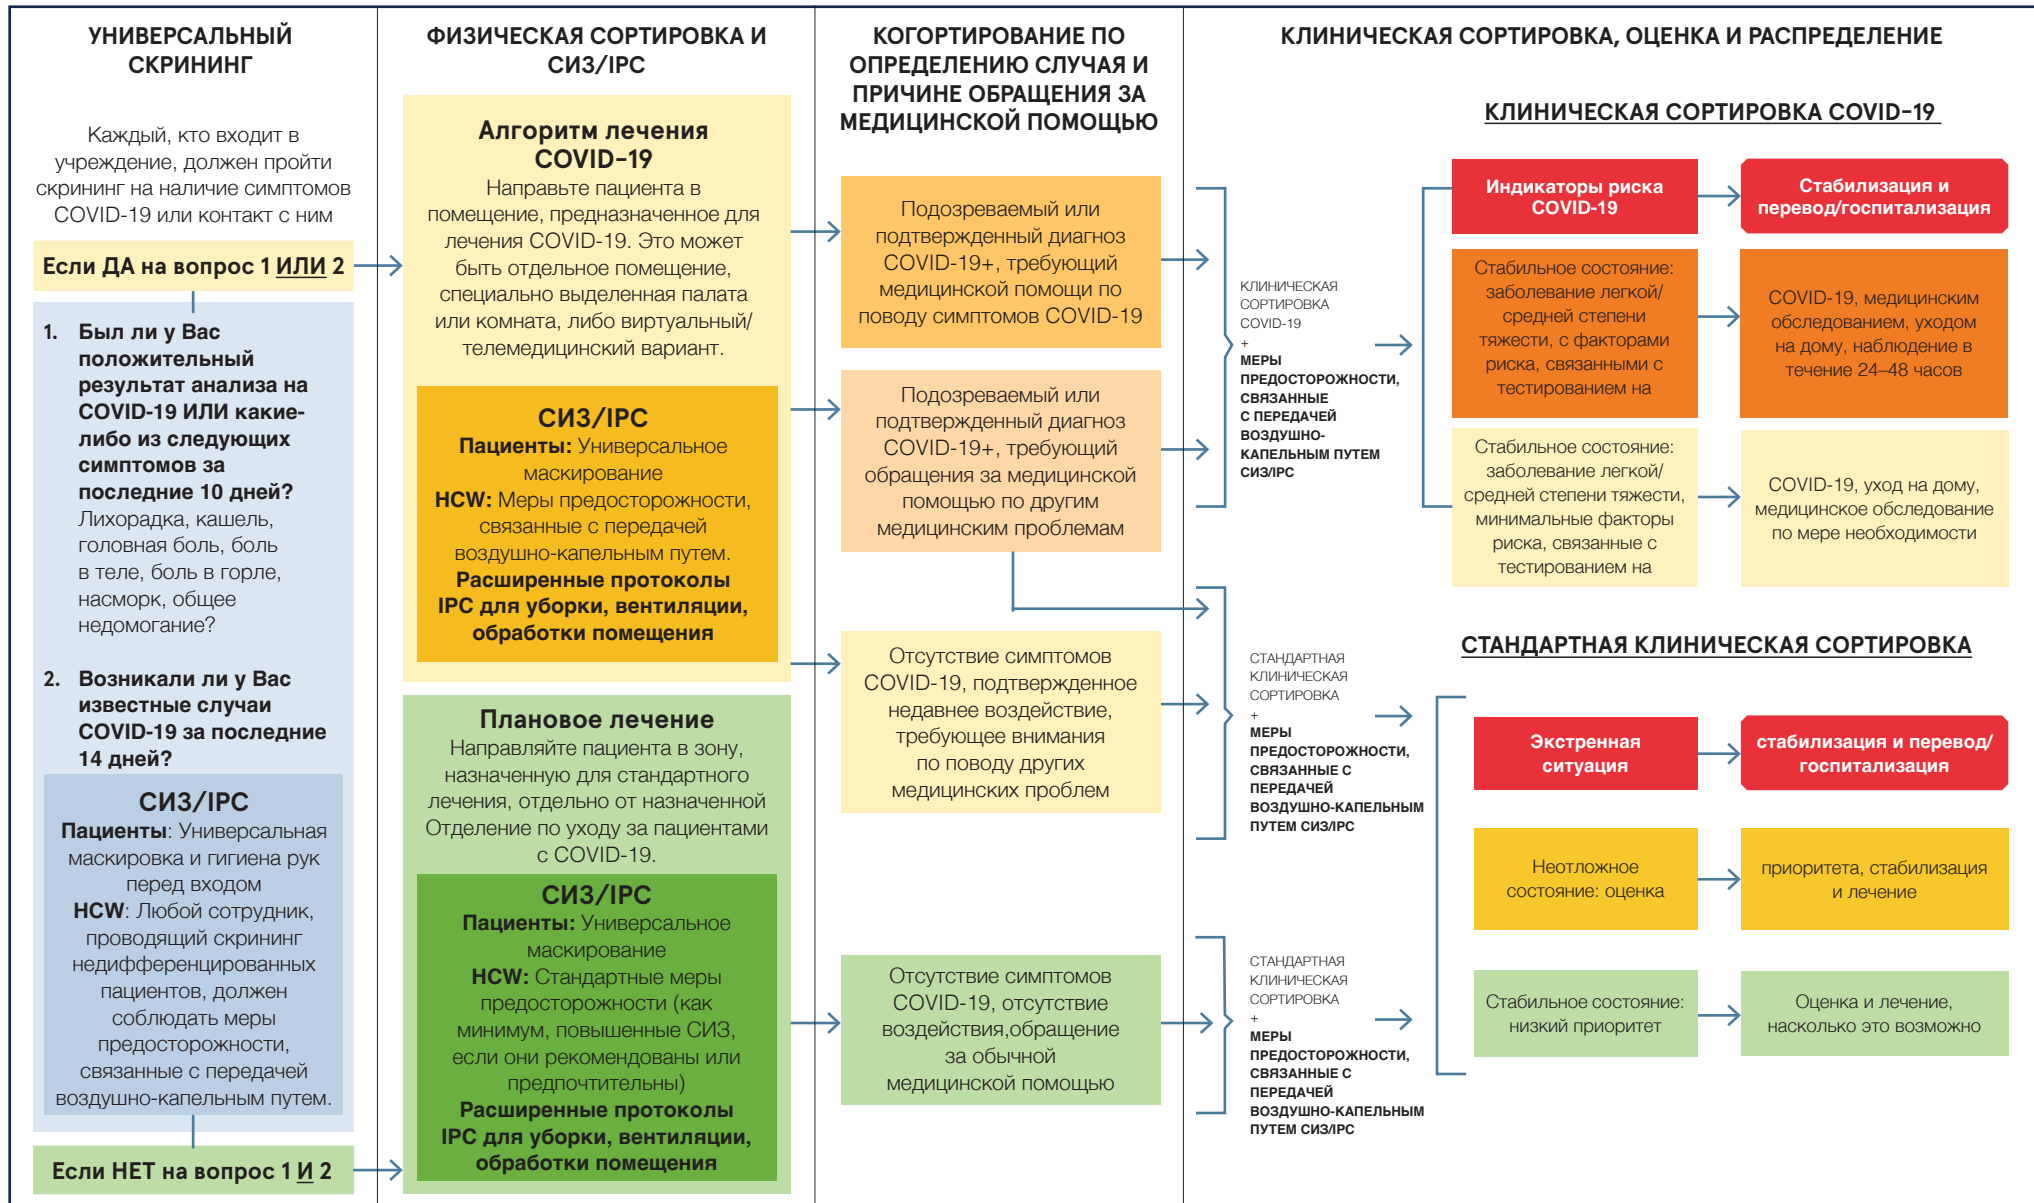 УНИВЕРСАЛЬНЫЙ
СКРИНИНГ
Каждый, кто входит в
учреждение, должен пройти
скрининг на наличие симптомов
COVID-19 или контакт с ним
Если ДА на вопрос 1 ИЛИ 2
1. Был ли у Вас
положительный
результат анализа на
COVID-19 ИЛИ какие-
либо из следующих
симптомов за
последние 10 дней?
Лихорадка, кашель,
головная боль, боль
в теле, боль в горле,
насморк, общее
недомогание?
2. Возникали ли у Вас
известные случаи
COVID-19 за последние
14 дней?
СИЗ/IPC
Пациенты: Универсальная
маскировка и гигиена рук
перед входом
HCW: Любой сотрудник,
проводящий скрининг
недифференцированных
пациентов, должен
соблюдать меры
предосторожности,
связанные с передачей
воздушно-капельным путем.
Если НЕТ на вопрос 1 И 2
ФИЗИЧЕСКАЯ СОРТИРОВКА И
СИЗ/IPC
Алгоритм лечения
COVID-19
Направьте пациента в
помещение, предназначенное для
лечения COVID-19. Это может
быть отдельное помещение,
специально выделенная палата
или комната, либо виртуальный/
телемедицинский вариант.
СИЗ/IPC
Пациенты: Универсальное
маскирование
HCW: Меры предосторожности,
связанные с передачей
воздушно-капельным путем.
Расширенные протоколы
IPC для уборки, вентиляции,
обработки помещения
Плановое лечение
Направляйте пациента в зону,
назначенную для стандартного
лечения, отдельно от назначенной
Отделение по уходу за пациентами
с COVID-19.
СИЗ/IPC
Пациенты: Универсальное
маскирование
HCW: Стандартные меры
предосторожности (как
минимум, повышенные СИЗ,
если они рекомендованы или
предпочтительны)
Расширенные протоколы
IPC для уборки, вентиляции,
обработки помещения
КОГОРТИРОВАНИЕ ПО
ОПРЕДЕЛЕНИЮ СЛУЧАЯ И
ПРИЧИНЕ ОБРАЩЕНИЯ ЗА
МЕДИЦИНСКОЙ ПОМОЩЬЮ
Подозреваемый или
подтвержденный диагноз
COVID-19+, требующий
медицинской помощи по
поводу симптомов COVID-19
Подозреваемый или
подтвержденный диагноз
COVID-19+, требующий
обращения за медицинской
помощью по другим
медицинским проблемам
Отсутствие симптомов
COVID-19, подтвержденное
недавнее воздействие,
требующее внимания
по поводу других
медицинских проблем
Отсутствие симптомов
COVID-19, отсутствие
воздействия,обращение
за обычной
медицинской помощью
КЛИНИЧЕСКАЯ СОРТИРОВКА, ОЦЕНКА И РАСПРЕДЕЛЕНИЕ
КЛИНИЧЕСКАЯ
СОРТИРОВКА
COVID-19
+
МЕРЫ
ПРЕДОСТОРОЖНОСТИ,
СВЯЗАННЫЕ
С ПЕРЕДАЧЕЙ
ВОЗДУШНО-
КАПЕЛЬНЫМ ПУТЕМ
СИЗ/IPC
СТАНДАРТНАЯ
КЛИНИЧЕСКАЯ
СОРТИРОВКА
+
МЕРЫ
ПРЕДОСТОРОЖНОСТИ,
СВЯЗАННЫЕ С
ПЕРЕДАЧЕЙ
ВОЗДУШНО-КАПЕЛЬНЫМ
ПУТЕМ СИЗ/IPC
СТАНДАРТНАЯ
КЛИНИЧЕСКАЯ
СОРТИРОВКА
+
МЕРЫ
ПРЕДОСТОРОЖНОСТИ,
СВЯЗАННЫЕ С
ПЕРЕДАЧЕЙ
ВОЗДУШНО-КАПЕЛЬНЫМ
ПУТЕМ СИЗ/IPC
КЛИНИЧЕСКАЯ СОРТИРОВКА COVID-19
Индикаторы риска
COVID-19
Стабилизация и
перевод/госпитализация
Стабильное состояние:
заболевание легкой/
средней степени
тяжести, с факторами
риска, связанными с
тестированием на
COVID-19, медицинским
обследованием, уходом
на дому, наблюдение в
течение 24–48 часов
Стабильное состояние:
заболевание легкой/
средней степени тяжести,
минимальные факторы
риска, связанные с
тестированием на
COVID-19, уход на дому,
медицинское обследование
по мере необходимости
СТАНДАРТНАЯ КЛИНИЧЕСКАЯ СОРТИРОВКА
Экстренная
ситуация
стабилизация и перевод/
госпитализация
Неотложное
состояние: оценка
приоритета, стабилизация
и лечение
Стабильное состояние:
низкий приоритет
Оценка и лечение,
насколько это возможно